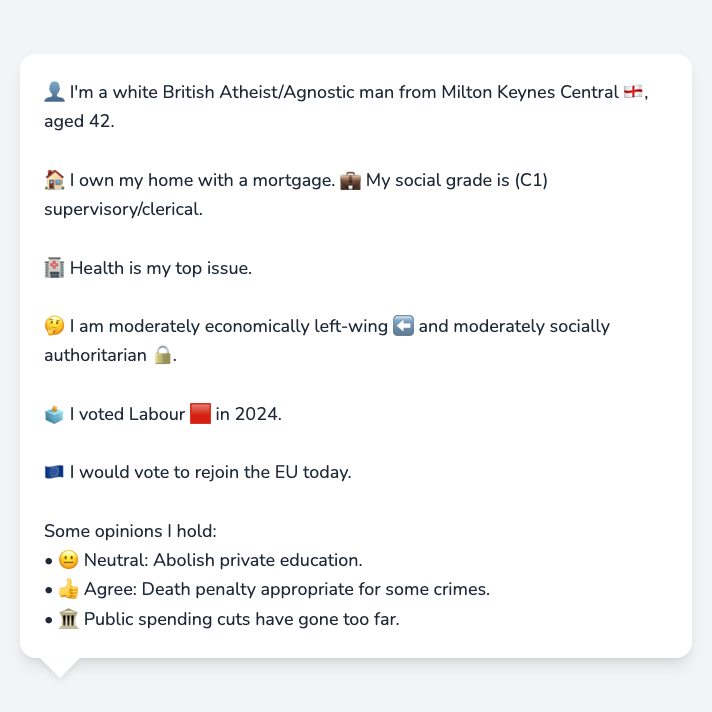 👤 I'm a white British Atheist/Agnostic man from Milton Keynes Central 🏴󠁧󠁢󠁥󠁮󠁧󠁿,
aged 42.
🏠 I own my home with a mortgage. 💼 My social grade is (C1)
supervisory/clerical.
🏥 Health is my top issue.
🤔 I am moderately economically left-wing ⬅️ and moderately socially
authoritarian 🔒.
🗳️ I voted Labour 🟥 in 2024.
🇪🇺 I would vote to rejoin the EU today.
Some opinions I hold:
• 😐 Neutral: Abolish private education.
• 👍 Agree: Death penalty appropriate for some crimes.
• 🏛️ Public spending cuts have gone too far.